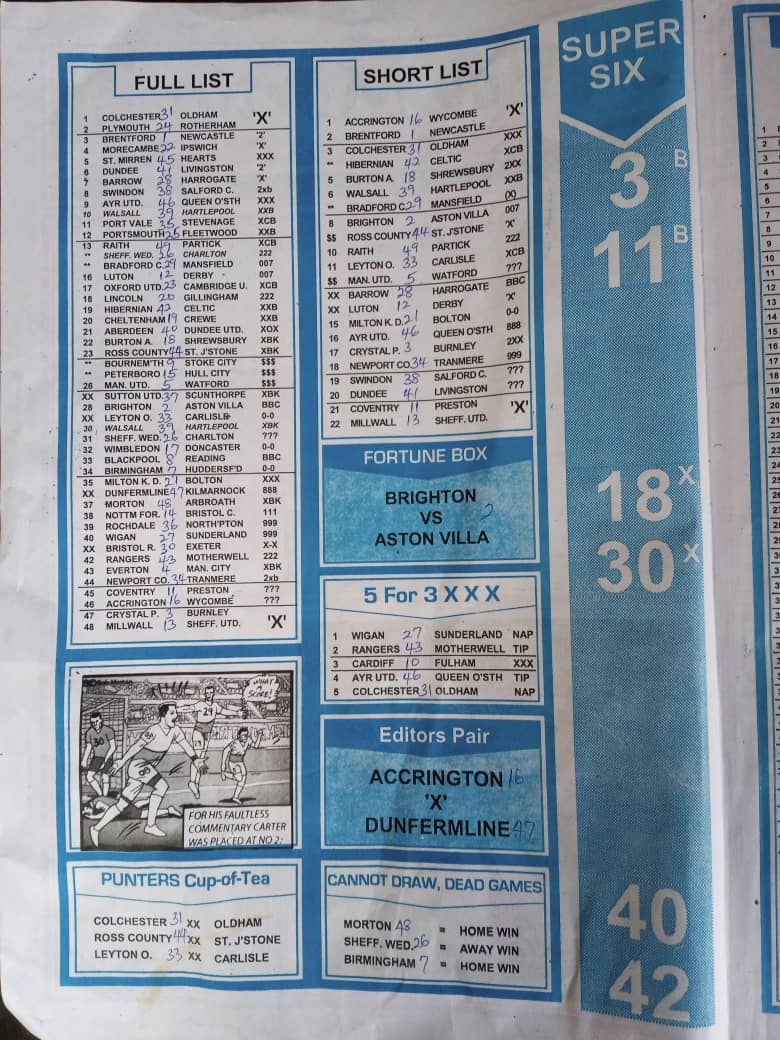 FULL LIST
1 COLCHESTER 31 OLDHAM 'X'
2 PLYMOUTH 24 ROTHERHAM
3 BRENTFORD 1 NEWCASTLE '2'
4 MORECAMBE 22 IPSWICH 'X'
5 ST. MIRREN 45 HEARTS XXX
6 DUNDEE 41 LIVINGSTON '2'
7 BARROW 28 HARROGATE 'X'
8 SWINDON 38 SALFORD C. 2xb
9 AYR UTD. 46 QUEEN O'STH XXX
10 WALSALL 39 HARTLEPOOL XXB
11 PORT VALE 35 STEVENAGE XCB
12 PORTSMOUTH 25 FLEETWOOD XXB
13 RAITH 49 PARTICK XCB
** SHEFF. WED. 26 CHARLTON 222
** BRADFORD C. 29 MANSFIELD 007
16 LUTON 12 DERBY 007
17 OXFORD UTD. 23 CAMBRIDGE U. XCB
18 LINCOLN 20 GILLINGHAM 222
19 HIBERNIAN 42 CELTIC XXB
20 CHELTENHAM 19 CREWE XXB
21 ABERDEEN 40 DUNDEE UTD. XOX
22 BURTON A. 18 SHREWSBURY XBK
23 ROSS COUNTY 44 ST. J'STONE XBK
** BOURNEM'TH 9 STOKE CITY $$$
** PETERBORO 15 HULL CITY $$$
26 MAN. UTD. 5 WATFORD $$$
XX SUTTON UTD. 37 SCUNTHORPE XBK
28 BRIGHTON 2 ASTON VILLA BBC
XX LEYTON O. 33 CARLISLE 0-0
30 WALSALL 39 HARTLEPOOL XBK
31 SHEFF. WED. 26 CHARLTON ???
32 WIMBLEDON 17 DONCASTER 0-0
33 BLACKPOOL 8 READING BBC
34 BIRMINGHAM 7 HUDDERSF'D 0-0
35 MILTON K. D. 21 BOLTON XXX
XX DUNFERMLINE 47 KILMARNOCK 888
37 MORTON 48 ARBROATH XBK
38 NOTTM FOR. 14 BRISTOL C. 111
39 ROCHDALE 36 NORTH'PTON 999
40 WIGAN 27 SUNDERLAND 999
XX BRISTOL R. 30 EXETER X-X
42 RANGERS 43 MOTHERWELL 222
43 EVERTON 4 MAN. CITY XBK
44 NEWPORT CO. 34 TRANMERE 2xb
45 COVENTRY 11 PRESTON ???
46 ACCRINGTON 16 WYCOMBE ???
47 CRYSTAL P. 3 BURNLEY
48 MILLWALL 13 SHEFF. UTD. 'X'
WHAT A SCORE!
29
30
88
FOR HIS FAULTLESS
COMMENTARY CARTER
WAS PLACED AT NO 2:
PUNTERS Cup-of-Tea
COLCHESTER 31 XX OLDHAM
ROSS COUNTY 44 XX ST. J'STONE
LEYTON O. 33 XX CARLISLE
SHORT LIST
1 ACCRINGTON 16 WYCOMBE 'X'
2 BRENTFORD 1 NEWCASTLE
3 COLCHESTER 31 OLDHAM XXX
** HIBERNIAN 42 CELTIC XCB
5 BURTON A. 18 SHREWSBURY 2XX
6 WALSALL 39 HARTLEPOOL XXB
** BRADFORD C. 29 MANSFIELD (X)
8 BRIGHTON 2 ASTON VILLA 007
$$ ROSS COUNTY 44 ST. J'STONE 'X'
10 RAITH 49 PARTICK 222
11 LEYTON O. 33 CARLISLE XCB
$$ MAN. UTD. 5 WATFORD ???
XX BARROW 28 HARROGATE BBC
XX LUTON 12 DERBY 'X'
15 MILTON K. D. 21 BOLTON 0-0
16 AYR UTD. 46 QUEEN O'STH 888
17 CRYSTAL P. 3 BURNLEY 2XX
18 NEWPORT CO. 34 TRANMERE 999
19 SWINDON 38 SALFORD C. ???
20 DUNDEE 41 LIVINGSTON ???
21 COVENTRY 11 PRESTON 'X'
22 MILLWALL 13 SHEFF. UTD.
FORTUNE BOX
BRIGHTON
VS 2
ASTON VILLA
5 For 3 X X X
1 WIGAN 27 SUNDERLAND NAP
2 RANGERS 43 MOTHERWELL TIP
3 CARDIFF 10 FULHAM XXX
4 AYR UTD. 46 QUEEN O'STH TIP
5 COLCHESTER 31 OLDHAM NAP
Editors Pair
ACCRINGTON 16
'X'
DUNFERMLINE 47
CANNOT DRAW, DEAD GAMES
MORTON 48 = HOME WIN
SHEFF. WED. 26 = AWAY WIN
BIRMINGHAM 7 = HOME WIN
SUPER
SIX
3 B
11 B
18 X
30 X
40
42